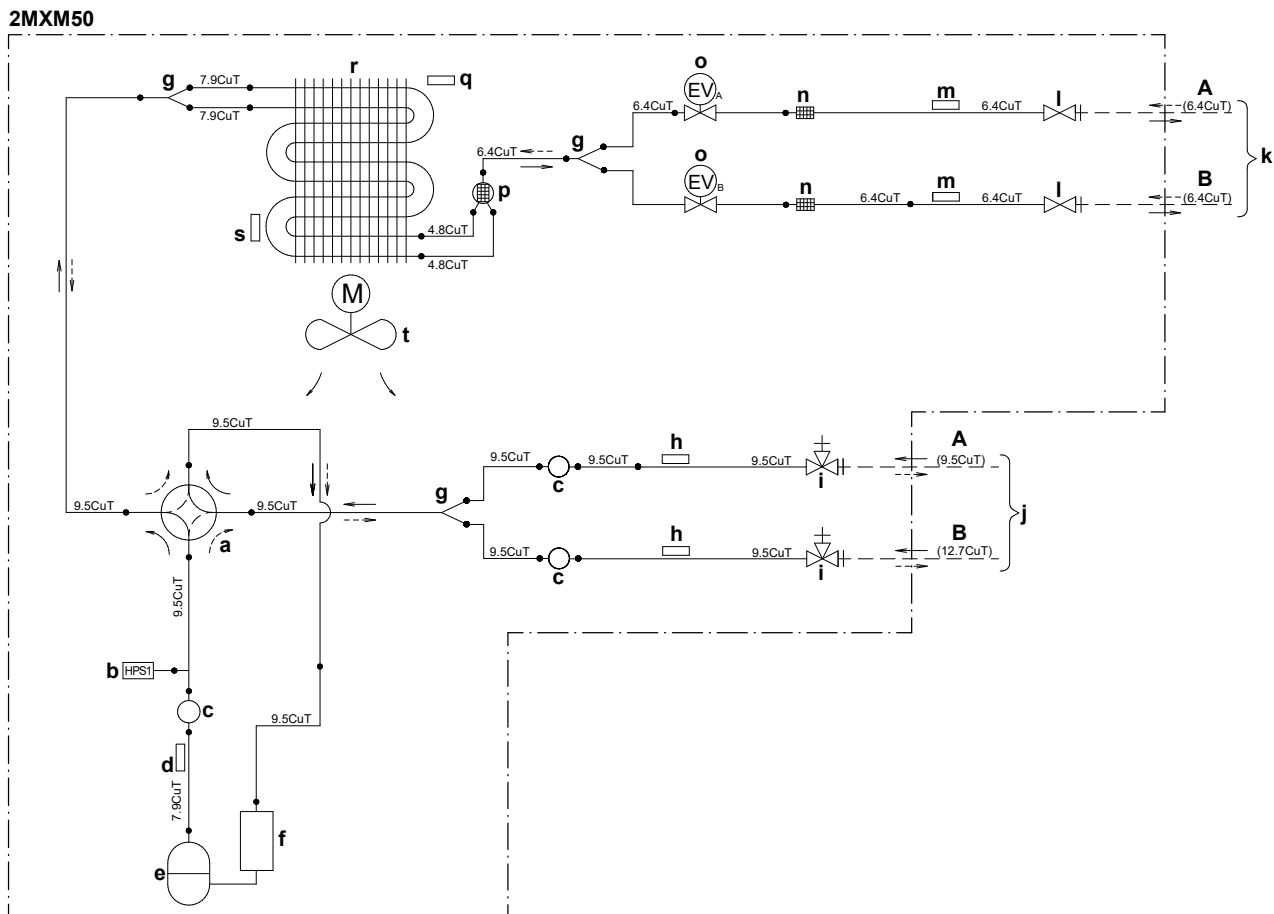 2MXM50
g
7.9CuT
7.9CuT
r
q
s
4.8CuT
4.8CuT
6.4CuT
p
g
6.4CuT
o
EVA
n
m
6.4CuT
l
A
(6.4CuT)
k
o
EVB
n
6.4CuT
m
6.4CuT
l
B
(6.4CuT)
M
t
9.5CuT
9.5CuT
a
9.5CuT
g
9.5CuT
c
9.5CuT
h
9.5CuT
i
A
(9.5CuT)
j
9.5CuT
c
h
9.5CuT
i
B
(12.7CuT)
9.5CuT
b
HPS1
c
9.5CuT
d
7.9CuT
e
f